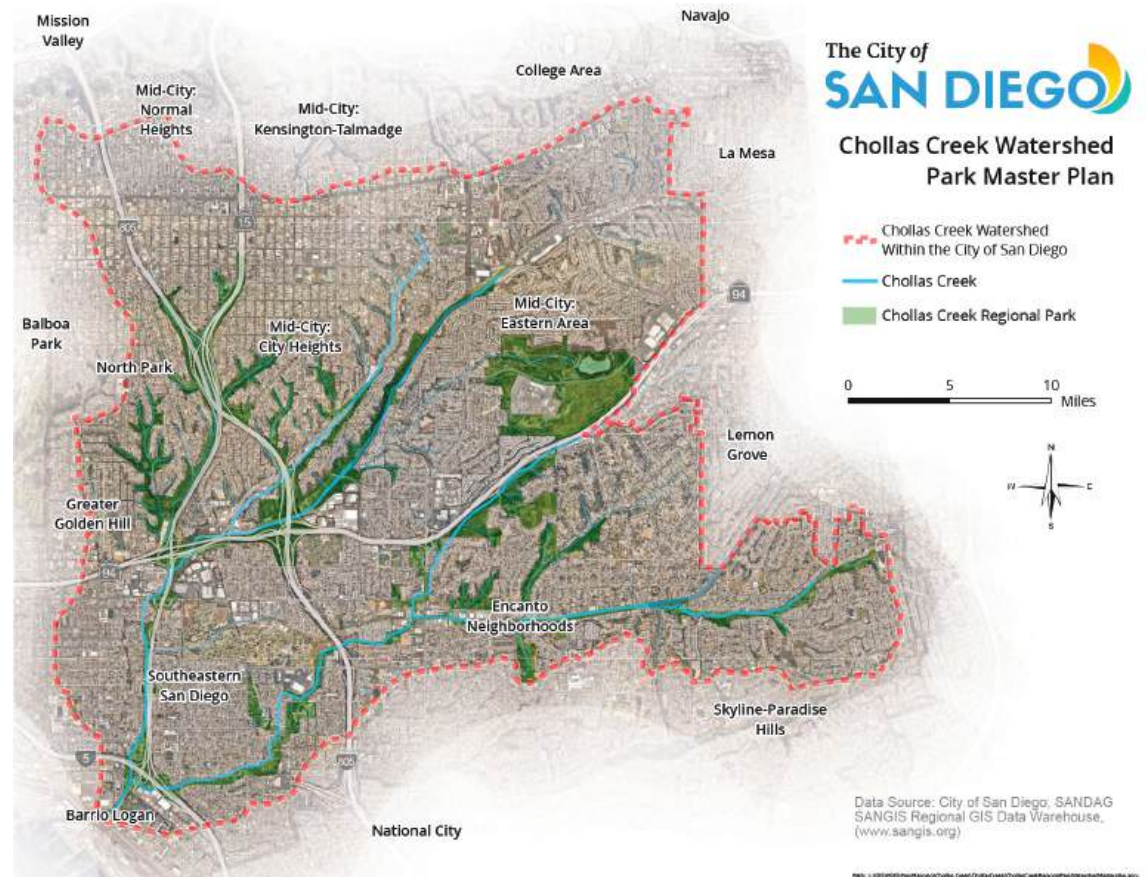 Mission
Valley
Navajo
College Area
Mid-City:
Normal
Heights
Mid-City:
Kensington-Talmadge
La Mesa
805
15
94
Balboa
Park
North Park
Mid-City:
City Heights
Mid-City:
Eastern Area
Lemon
Grove
Greater
Golden Hill
94
Encanto
Neighborhoods
Southeastern
San Diego
Skyline-Paradise
Hills
5
805
Barrio Logan
National City
The City of
SAN DIEGO
Chollas Creek Watershed
Park Master Plan
Chollas Creek Watershed
Within the City of San Diego
Chollas Creek
Chollas Creek Regional Park
0 5 10
Miles
N
W E
S
Data Source: City of San Diego, SANDAG
SANGIS Regional GIS Data Warehouse,
(www.sangis.org)